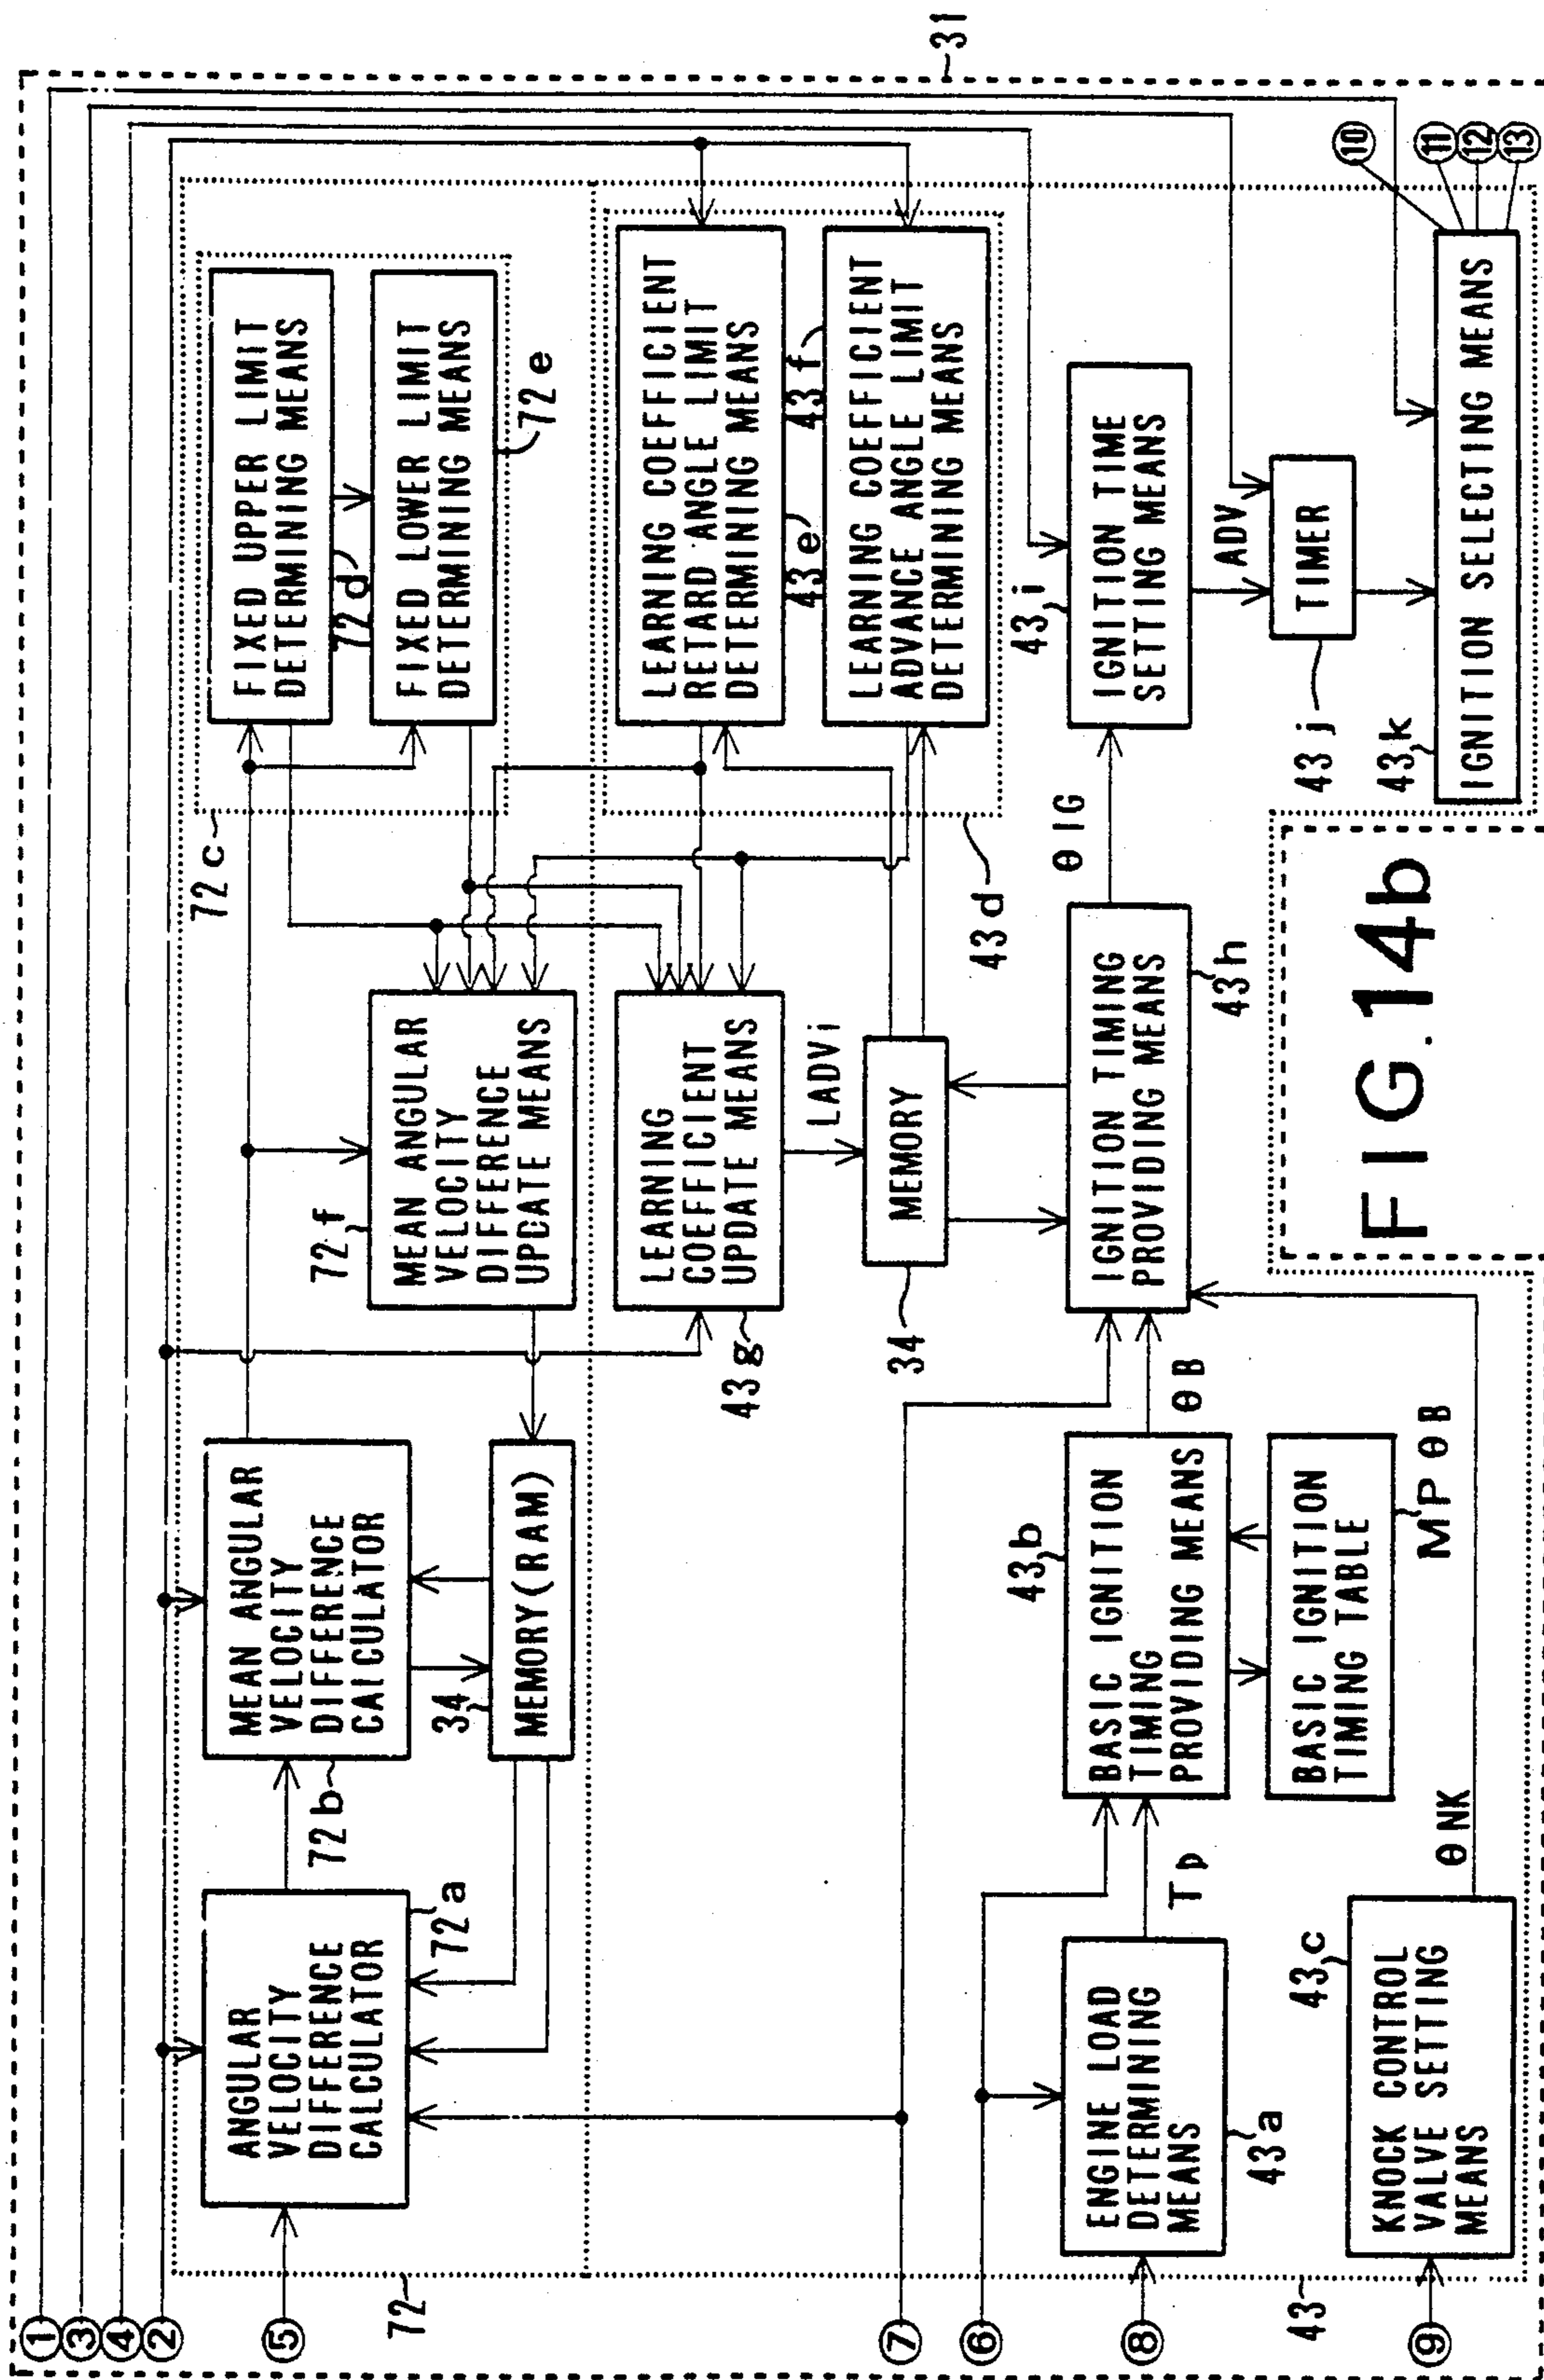 31
①
③
④
②
⑤
72
ANGULAR
VELOCITY
DIFFERENCE
CALCULATOR
72a
MEAN ANGULAR
VELOCITY
DIFFERENCE
CALCULATOR
72b
34
MEMORY(RAM)
72f
MEAN ANGULAR
VELOCITY
DIFFERENCE
UPDATE MEANS
72c
FIXED UPPER LIMIT
DETERMINING MEANS
72d
FIXED LOWER LIMIT
DETERMINING MEANS
72e
LEARNING
COEFFICIENT
UPDATE MEANS
43g
LADVi
MEMORY
34
LEARNING COEFFICIENT
RETARD ANGLE LIMIT
DETERMINING MEANS
43e
43f
LEARNING COEFFICIENT
ADVANCE ANGLE LIMIT
DETERMINING MEANS
43d
⑦
⑥
⑧
ENGINE LOAD
DETERMINING
MEANS
43a
Tp
43b
BASIC IGNITION
TIMING
PROVIDING MEANS
θB
BASIC IGNITION
TIMING TABLE
MPθB
IGNITION TIMING
PROVIDING MEANS
43h
θIG
43i
IGNITION TIME
SETTING MEANS
ADV
TIMER
43j
43
⑨
43c
KNOCK CONTROL
VALVE SETTING
MEANS
θNK
43k
IGNITION SELECTING MEANS
⑩
⑪
⑫
⑬
FIG.14b